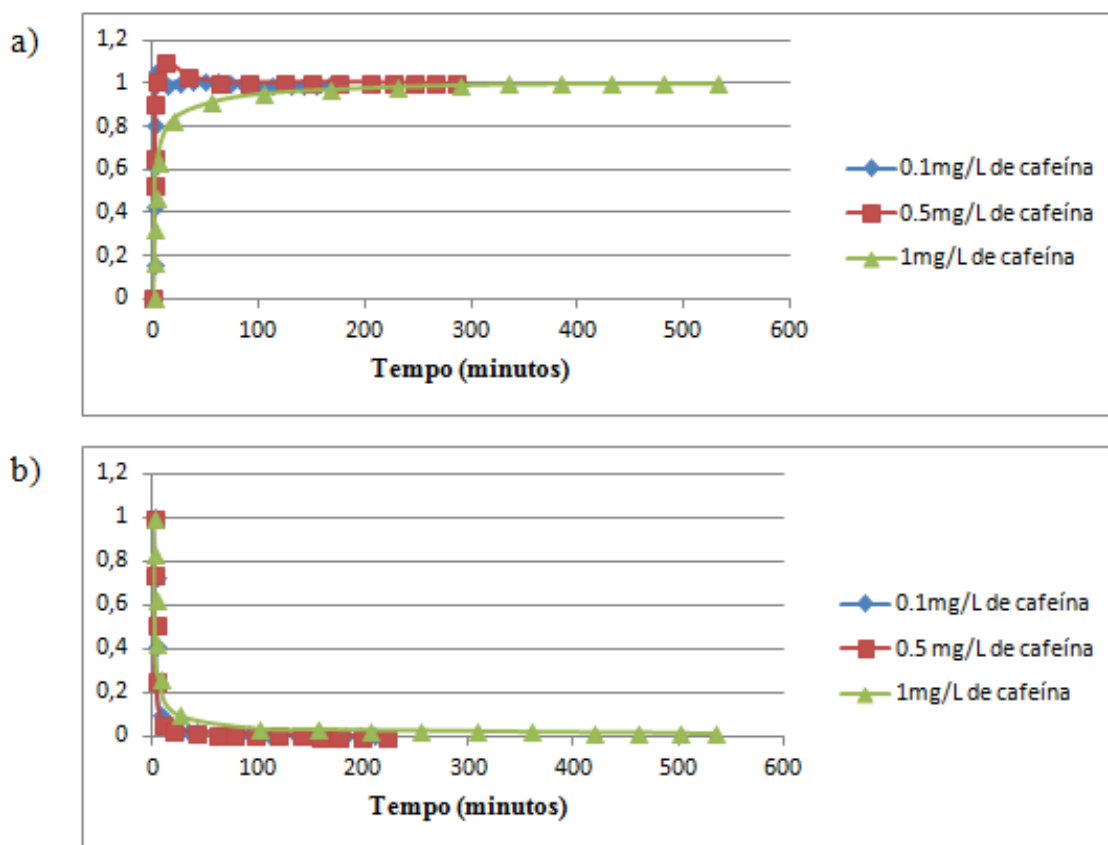 a)
1,2
1
0,8
0,6
0,4
0,2
0
0 100 200 300 400 500 600
Tempo (minutos)
0.1mg/L de cafeína
0.5mg/L de cafeína
1mg/L de cafeína
b)
1,2
1
0,8
0,6
0,4
0,2
0
0 100 200 300 400 500 600
Tempo (minutos)
0.1mg/L de cafeína
0.5 mg/L de cafeína
1mg/L de cafeína